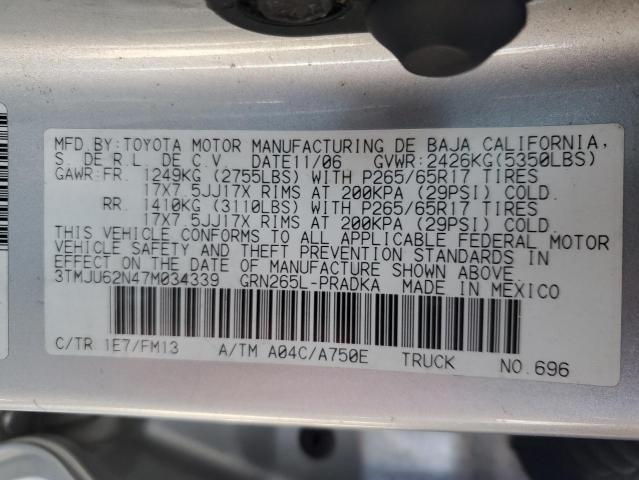 MFD.BY:TOYOTA MOTOR MANUFACTURING DE BAJA CALIFORNIA,
S. DE R.L. DE C.V. DATE11/06 GVWR:2426KG(5350LBS)
GAWR:FR. 1249KG (2755LBS) WITH P265/65R17 TIRES
17X7.5JJ17X RIMS AT 200KPA (29PSI) COLD.
RR. 1410KG (3110LBS) WITH P265/65R17 TIRES
17X7.5JJ17X RIMS AT 200KPA (29PSI) COLD.
THIS VEHICLE CONFORMS TO ALL APPLICABLE FEDERAL MOTOR
VEHICLE SAFETY AND THEFT PREVENTION STANDARDS IN
EFFECT ON THE DATE OF MANUFACTURE SHOWN ABOVE.
3TMJU62N47M034339 GRN265L-PRADKA MADE IN MEXICO
C/TR 1E7/FM13 A/TM A04C/A750E TRUCK NO.696